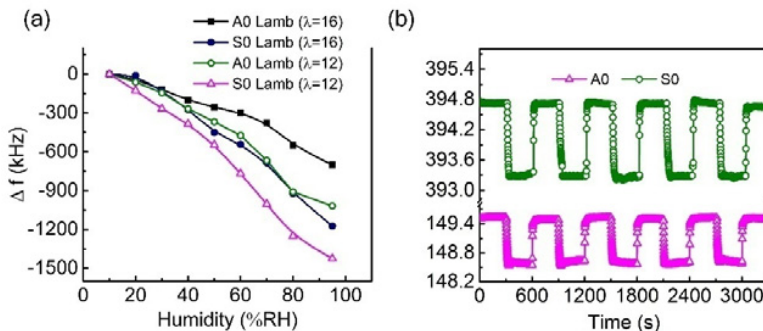 (a)
A0 Lamb (λ=16)
S0 Lamb (λ=16)
A0 Lamb (λ=12)
S0 Lamb (λ=12)
0
-300
-600
-900
-1200
-1500
Δ f (kHz)
0 20 40 60 80 100
Humidity (%RH)
(b)
A0 S0
395.8
394.8
394.4
393.6
393.0
149.4
148.8
148.2
0 600 1200 1800 2400 3000
Time (s)